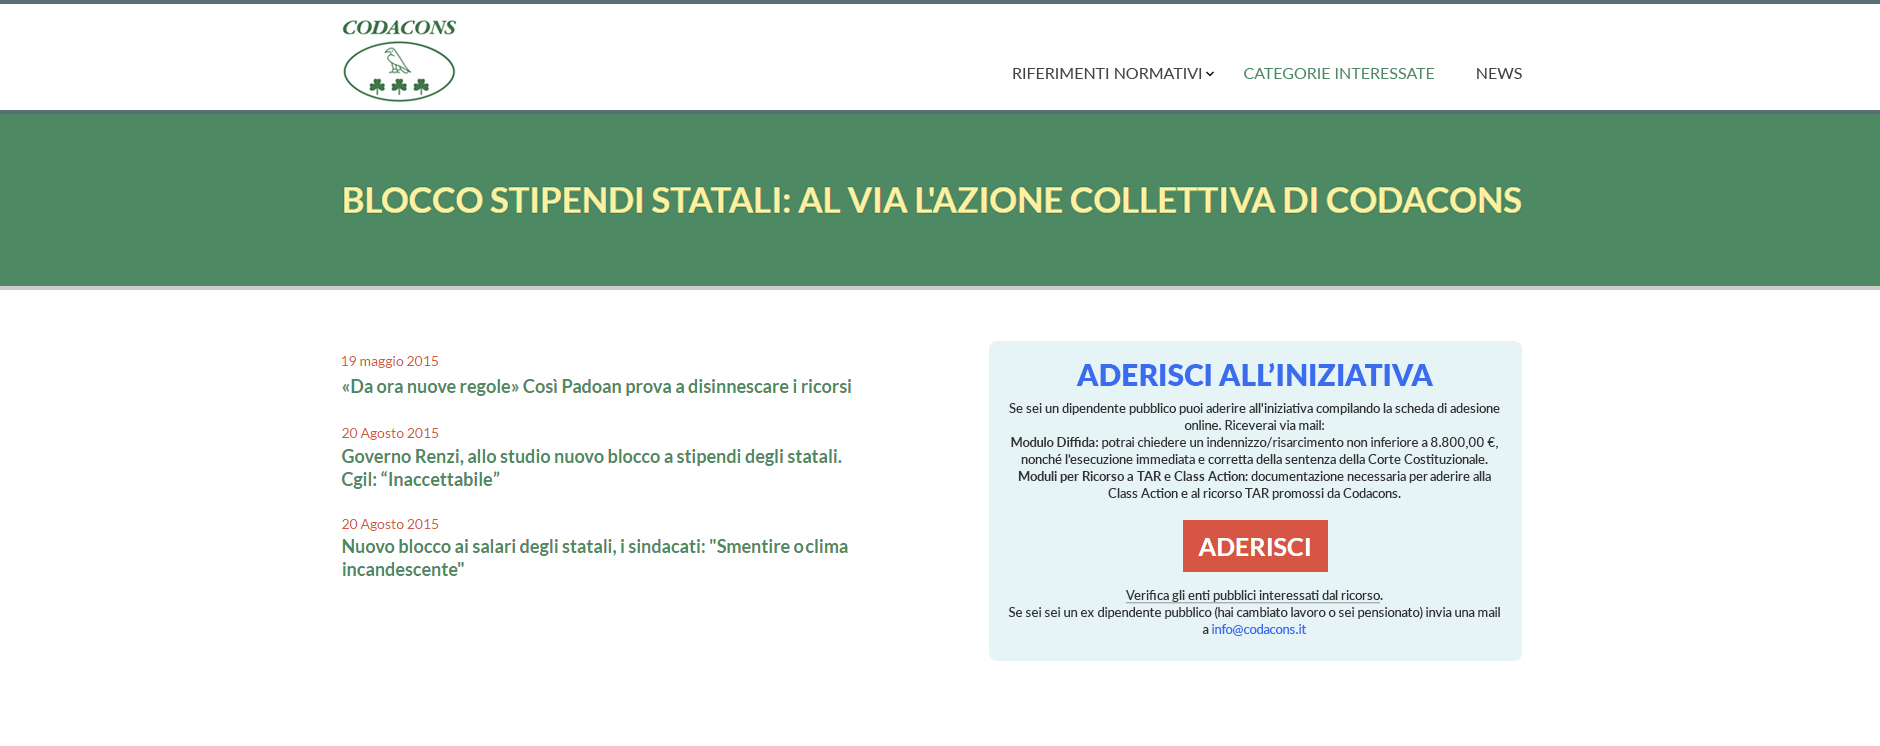 CODACONS
RIFERIMENTI NORMATIVI
CATEGORIE INTERESSATE
NEWS
BLOCCO STIPENDI STATALI: AL VIA L'AZIONE COLLETTIVA DI CODACONS
19 maggio 2015
«Da ora nuove regole» Così Padoan prova a disinnescare i ricorsi
20 Agosto 2015
Governo Renzi, allo studio nuovo blocco a stipendi degli statali.
Cgil: “Inaccettabile”
20 Agosto 2015
Nuovo blocco ai salari degli statali, i sindacati: "Smentire o clima
incandescente"
ADERISCI ALL’INIZIATIVA
Se sei un dipendente pubblico puoi aderire all'iniziativa compilando la scheda di adesione
online. Riceverai via mail:
Modulo Diffida: potrai chiedere un indennizzo/risarcimento non inferiore a 8.800,00 €,
nonché l’esecuzione immediata e corretta della sentenza della Corte Costituzionale.
Moduli per Ricorso a TAR e Class Action: documentazione necessaria per aderire alla
Class Action e al ricorso TAR promossi da Codacons.
ADERISCI
Verifica gli enti pubblici interessati dal ricorso.
Se sei sei un ex dipendente pubblico (hai cambiato lavoro o sei pensionato) invia una mail
a info@codacons.it